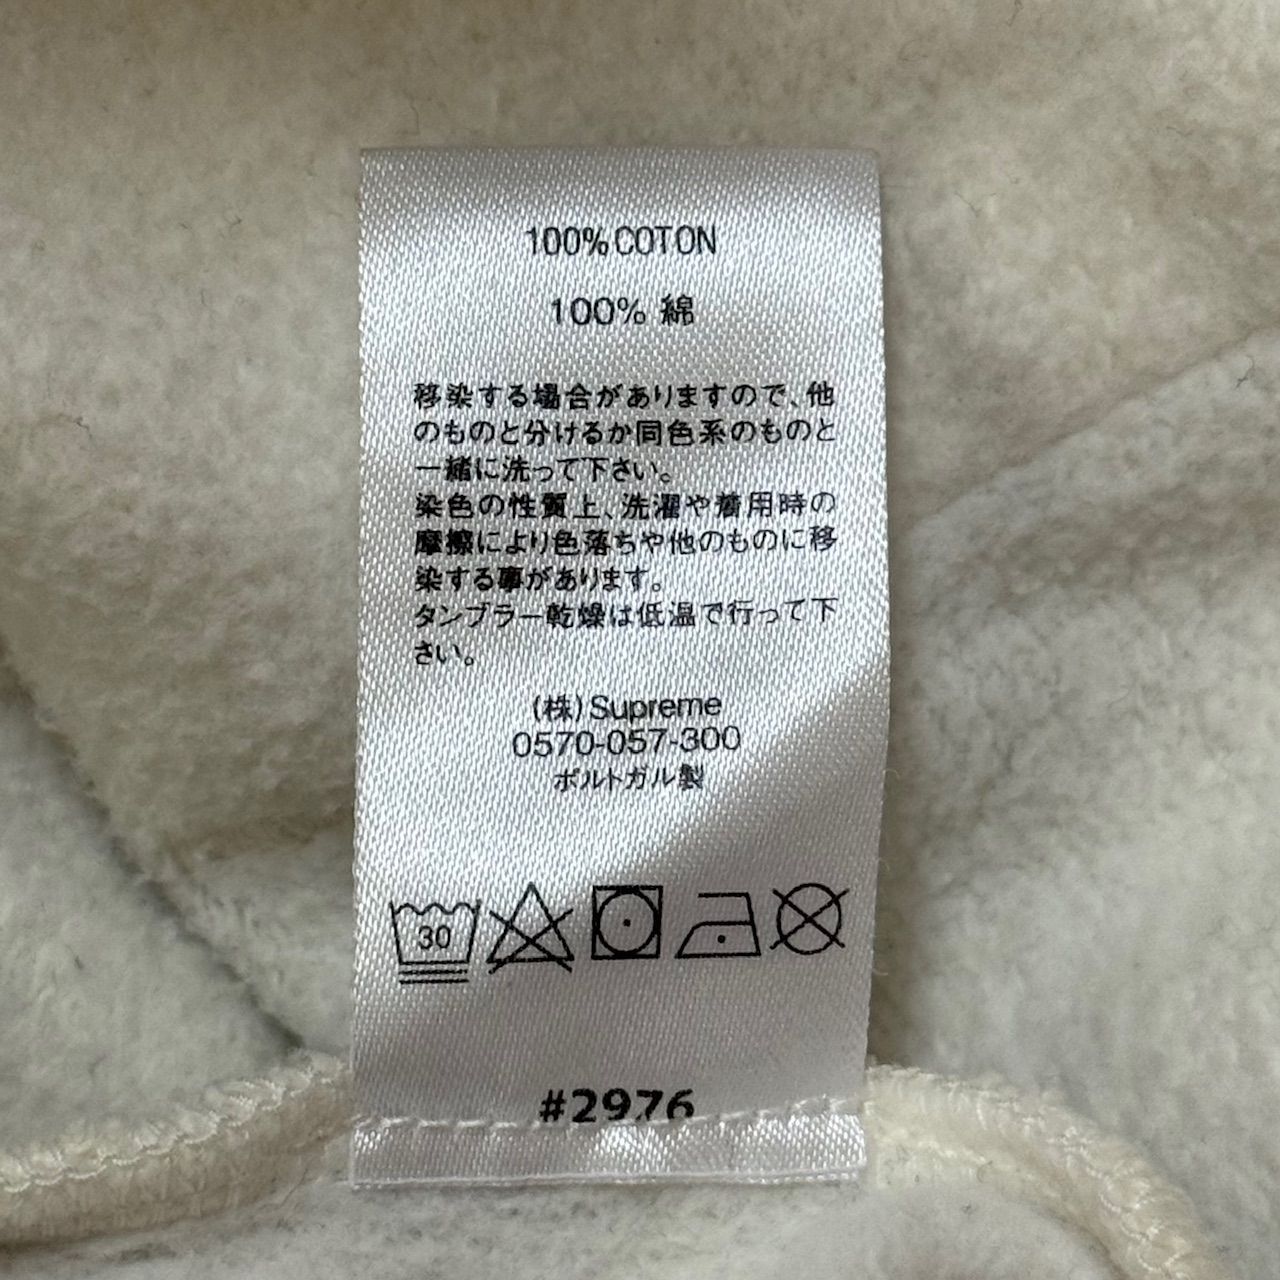 100% COTON
100% 綿
移染する場合がありますので、他
のものと分けるか同色系のものと
一緒に洗って下さい。
染色の性質上、洗濯や着用時の
摩擦により色落ちや他のものに移
染する事があります。
タンブラー乾燥は低温で行って下
さい。
(株)Supreme
0570-057-300
ポルトガル製
30
#2976